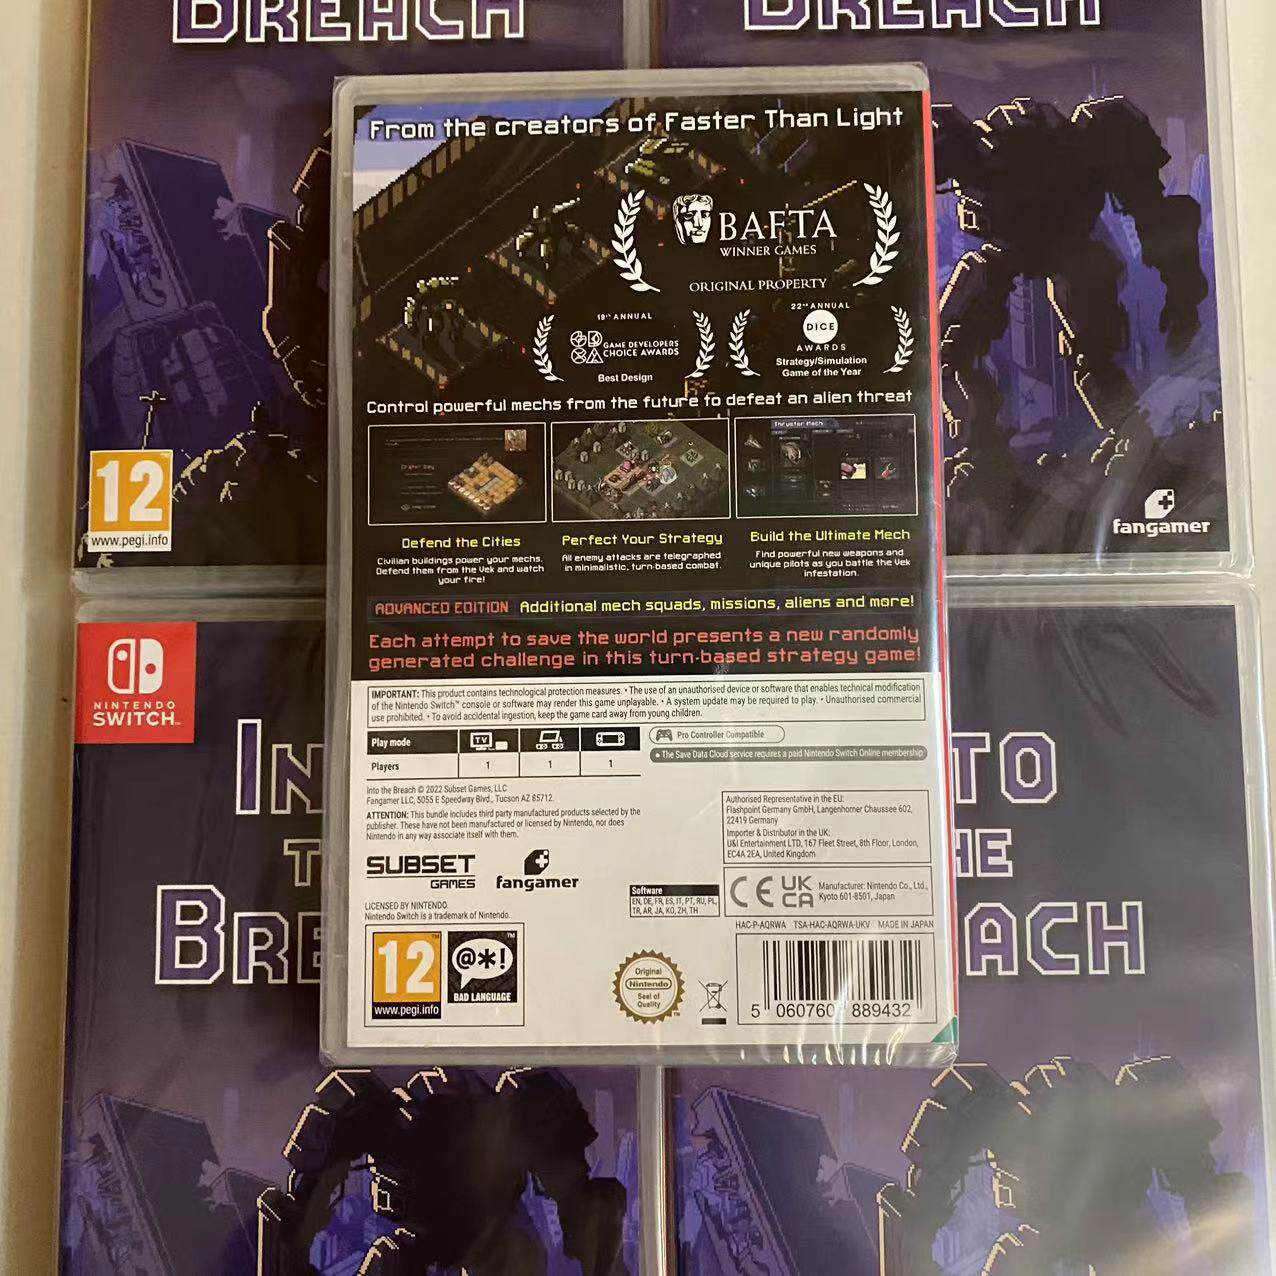 BREACH
BREACH
12
www.pegi.info
fangamer
NINTENDO
SWITCH™
IN
TO
T
HE
BRE
ACH
From the creators of Faster Than Light
BAFTA
WINNER GAMES
ORIGINAL PROPERTY
19TH ANNUAL
GAME DEVELOPERS
CHOICE AWARDS
Best Design
22ND ANNUAL
DICE
AWARDS
Strategy/Simulation
Game of the Year
Control powerful mechs from the future to defeat an alien threat
Thruster Mech
Defend the Cities
Civilian buildings power your mechs.
Defend them from the Vek and watch
your fire!
Perfect Your Strategy
All enemy attacks are telegraphed
in minimalistic, turn-based combat.
Build the Ultimate Mech
Find powerful new weapons and
unique pilots as you battle the Vek
infestation.
ADVANCED EDITION Additional mech squads, missions, aliens and more!
Each attempt to save the world presents a new randomly
generated challenge in this turn-based strategy game!
IMPORTANT: This product contains technological protection measures. • The use of an unauthorised device or software that enables technical modification
of the Nintendo Switch™ console or software may render this game unplayable. • A system update may be required to play. • Unauthorised commercial
use prohibited. • To avoid accidental ingestion, keep the game card away from young children.
Play mode TV
Players 1 1 1
Pro Controller Compatible
• The Save Data Cloud service requires a paid Nintendo Switch Online membership
Into the Breach © 2022 Subset Games, LLC
Fangamer LLC, 5055 E Speedway Blvd., Tucson AZ 85712.
ATTENTION: This bundle includes third party manufactured products selected by the
publisher. These have not been manufactured or licensed by Nintendo, nor does
Nintendo in any way associate itself with them.
Authorised Representative in the EU:
Flashpoint Germany GmbH, Langenhorner Chaussee 602,
22419 Germany
Importer & Distributor in the UK:
U&I Entertainment LTD, 167 Fleet Street, 8th Floor, London,
EC4A 2EA, United Kingdom
SUBSET
GAMES
fangamer
LICENSED BY NINTENDO.
Nintendo Switch is a trademark of Nintendo.
Software
EN, DE, FR, ES, IT, PT, RU, PL,
TR, AR, JA, KO, ZH, TH
CE
UK
CA
Manufacturer: Nintendo Co., Ltd.,
Kyoto 601-8501, Japan
HAC-P-AQRWA TSA-HAC-AQRWA-UKV MADE IN JAPAN
12
www.pegi.info
@*!
BAD LANGUAGE
TM
Original
Nintendo
Seal of
Quality
5 060760 889432